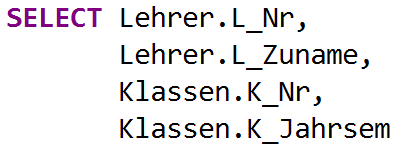 SELECT Lehrer.L_Nr,
Lehrer.L_Zuname,
Klassen.K_Nr,
Klassen.K_Jahrsem